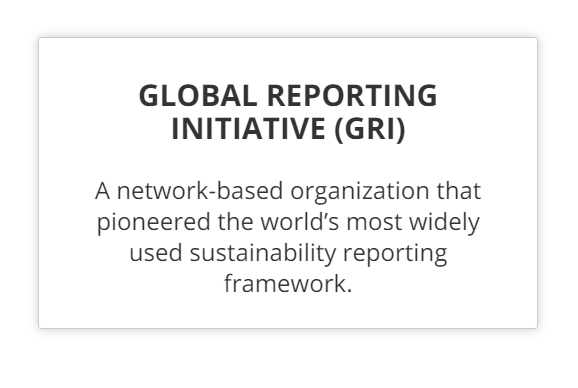 GLOBAL REPORTING
INITIATIVE (GRI)
A network-based organization that
pioneered the world’s most widely
used sustainability reporting
framework.